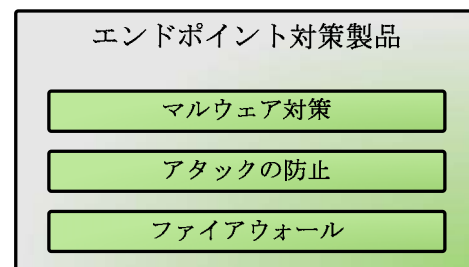 エンドポイント対策製品
マルウェア対策
アタックの防止
ファイアウォール